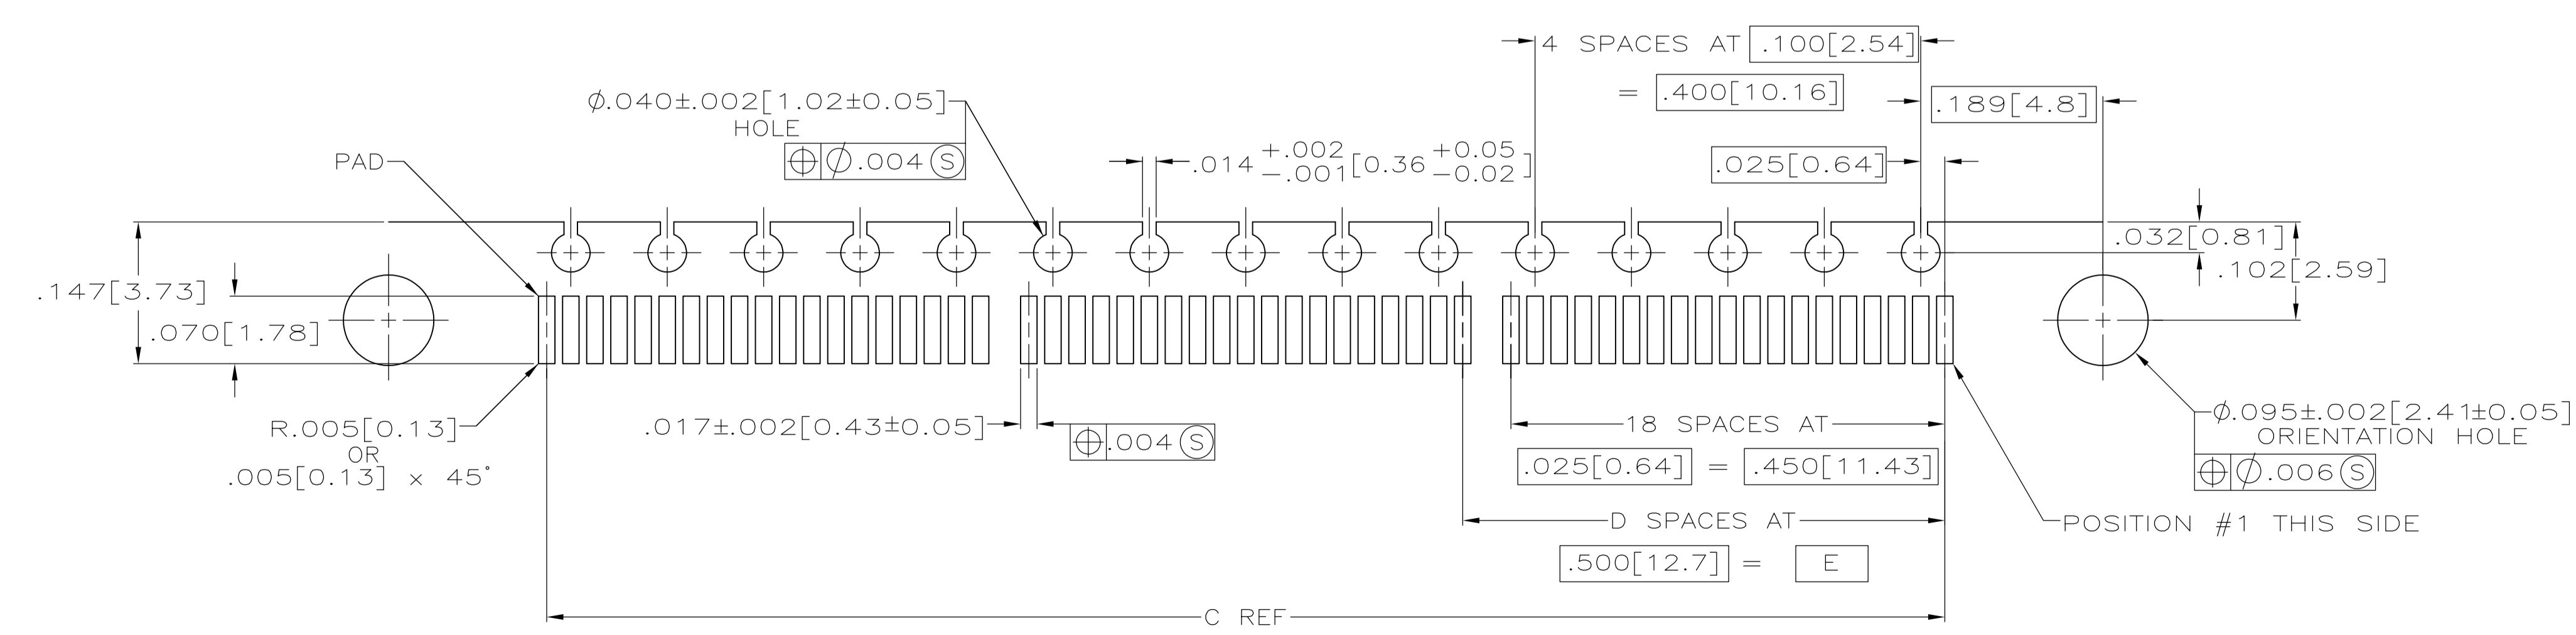 4 SPACES AT .100[2.54]
= .400[10.16]
.189[4.8]
Ø.040±.002[1.02±0.05]
HOLE
⌖ Ø.004 Ⓢ
PAD
.014 +.002 -.001 [0.36 +0.05 -0.02]
.025[0.64]
.032[0.81]
.102[2.59]
.147[3.73]
.070[1.78]
R.005[0.13]
OR
.005[0.13] × 45°
.017±.002[0.43±0.05]
⌖ .004 Ⓢ
18 SPACES AT
.025[0.64] = .450[11.43]
Ø.095±.002[2.41±0.05]
ORIENTATION HOLE
⌖ Ø.006 Ⓢ
D SPACES AT
.500[12.7] = E
POSITION #1 THIS SIDE
C REF